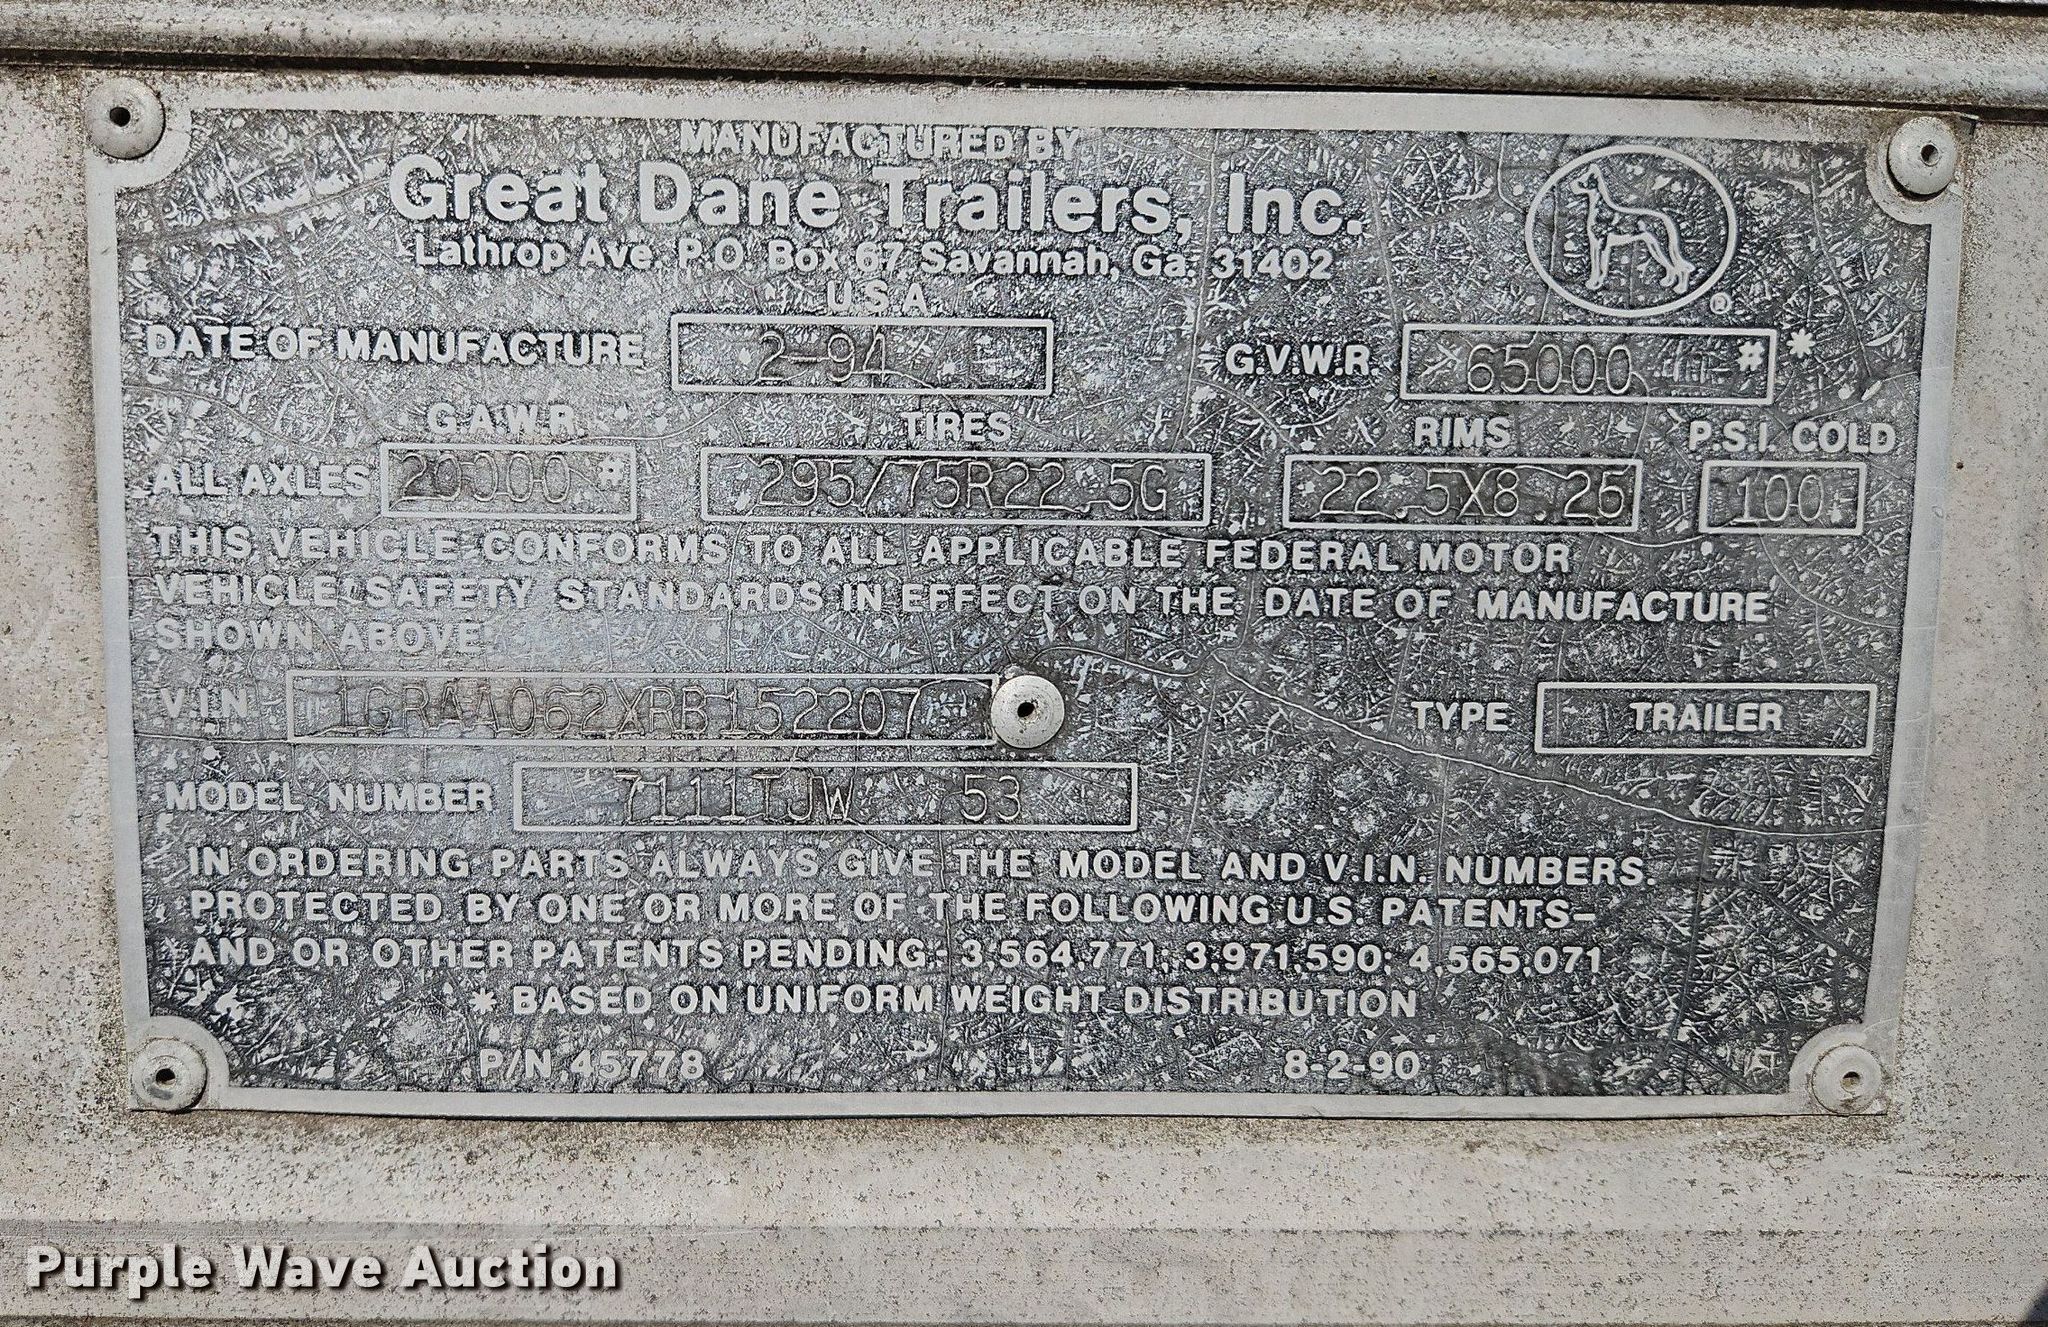 MANUFACTURED BY
Great Dane Trailers, Inc.
Lathrop Ave. P.O. Box 67 Savannah, Ga. 31402
U.S.A.
®
DATE OF MANUFACTURE 2-94 G.V.W.R. 65000 # *
G.A.W.R. TIRES RIMS P.S.I. COLD
ALL AXLES 20000 # 295/75R22.5G 22.5X8.25 100
THIS VEHICLE CONFORMS TO ALL APPLICABLE FEDERAL MOTOR
VEHICLE SAFETY STANDARDS IN EFFECT ON THE DATE OF MANUFACTURE
SHOWN ABOVE
V.I.N 1GRAA062XRB152207 TYPE TRAILER
MODEL NUMBER 7111TJW 53
IN ORDERING PARTS ALWAYS GIVE THE MODEL AND V.I.N. NUMBERS.
PROTECTED BY ONE OR MORE OF THE FOLLOWING U.S. PATENTS-
AND OR OTHER PATENTS PENDING- 3,564,771; 3,971,590; 4,565,071
* BASED ON UNIFORM WEIGHT DISTRIBUTION
P/N 45778 8-2-90
Purple Wave Auction